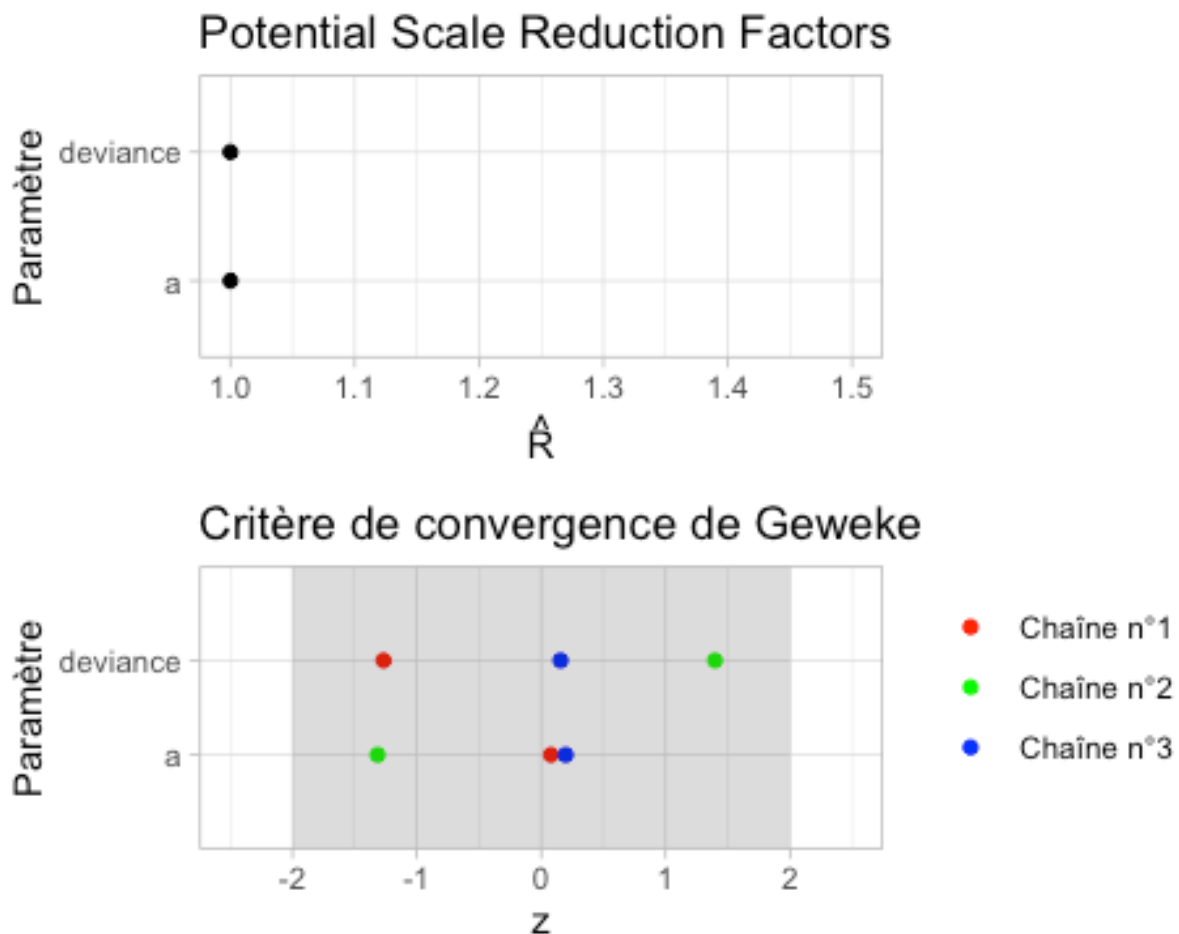 Potential Scale Reduction Factors
Paramètre
deviance
a
1.0 1.1 1.2 1.3 1.4 1.5
R̂
Critère de convergence de Geweke
Paramètre
deviance
a
-2 -1 0 1 2
z
Chaîne n°1
Chaîne n°2
Chaîne n°3